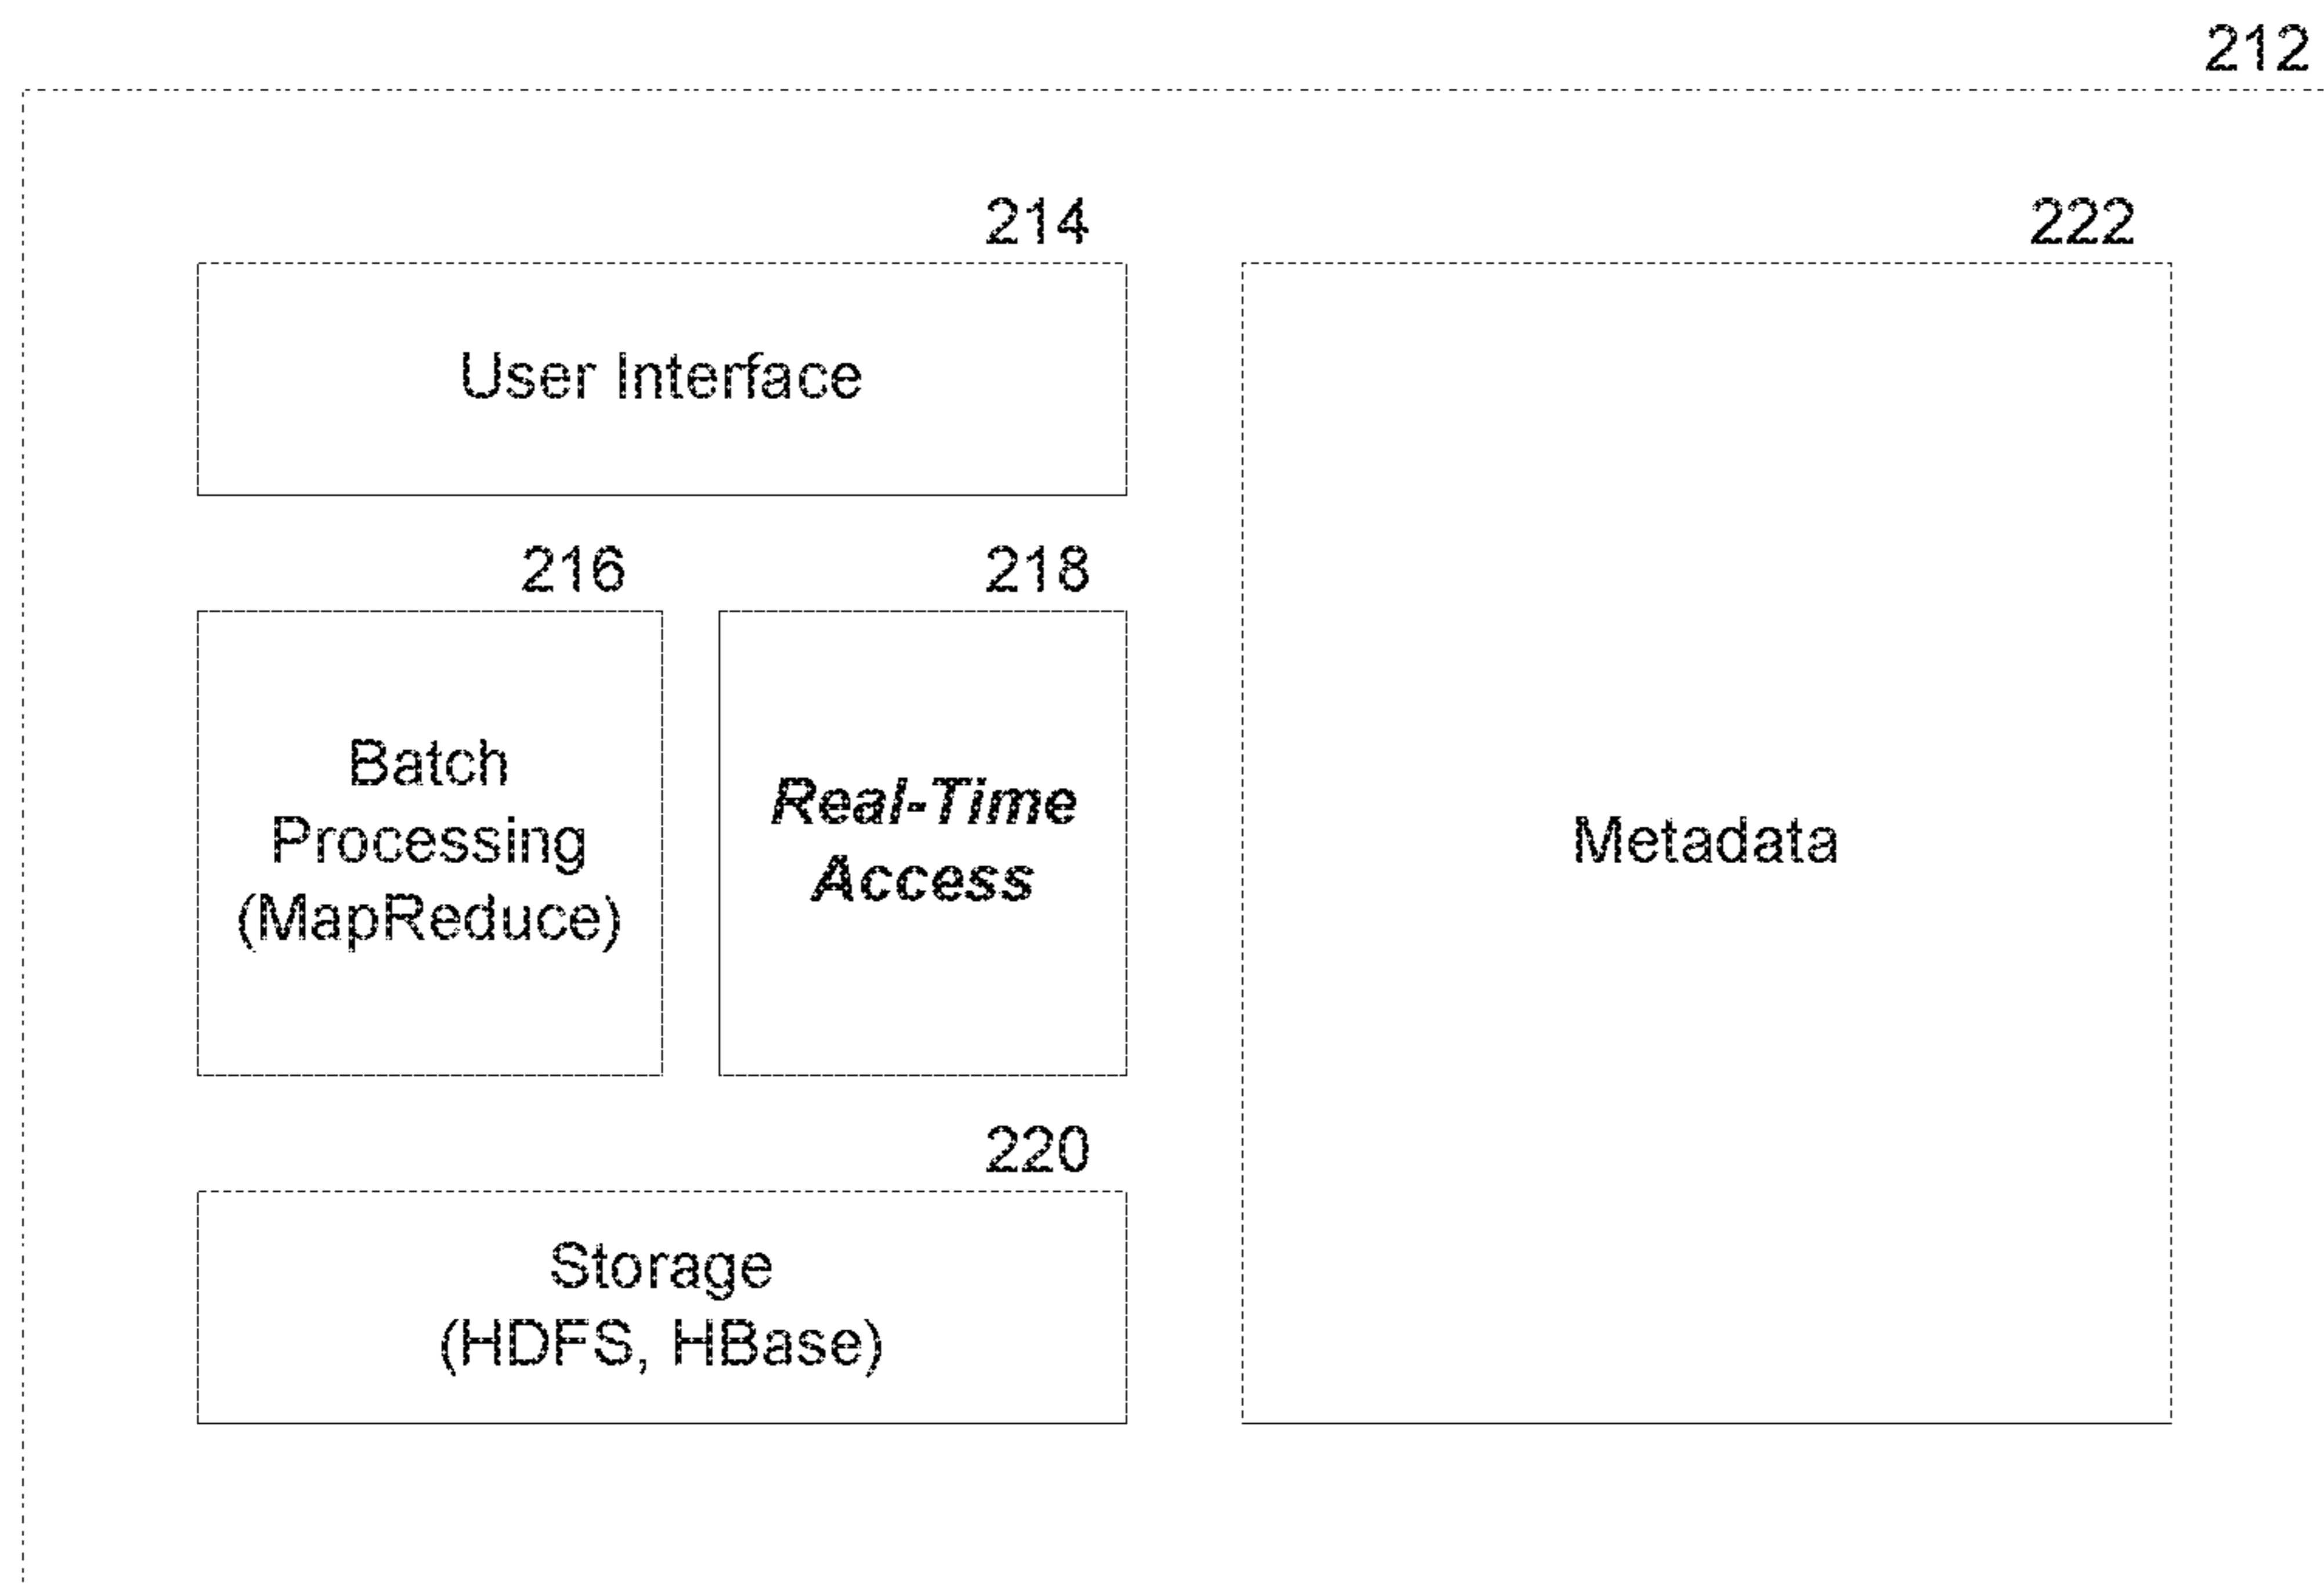 212
214
222
User Interface
216
218
Batch
Processing
(MapReduce)
Real-Time
Access
Metadata
220
Storage
(HDFS, HBase)